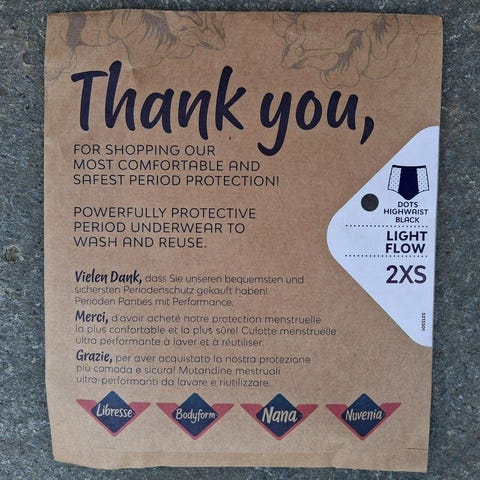 Thank you,
FOR SHOPPING OUR
MOST COMFORTABLE AND
SAFEST PERIOD PROTECTION!
POWERFULLY PROTECTIVE
PERIOD UNDERWEAR TO
WASH AND REUSE.
DOTS
HIGHWAIST
BLACK
LIGHT
FLOW
2XS
Vielen Dank, dass Sie unseren bequemsten und
sichersten Periodenschutz gekauft haben!
Perioden Panties mit Performance.
Merci, d'avoir acheté notre protection menstruelle
la plus confortable et la plus sûre! Culotte menstruelle
ultra performante à laver et à réutiliser.
Grazie, per aver acquistato la nostra protezione
più comoda e sicura! Mutandine mestruali
ultra-performanti da lavare e riutilizzare.
Libresse
Bodyform
Nana
Nuvenia